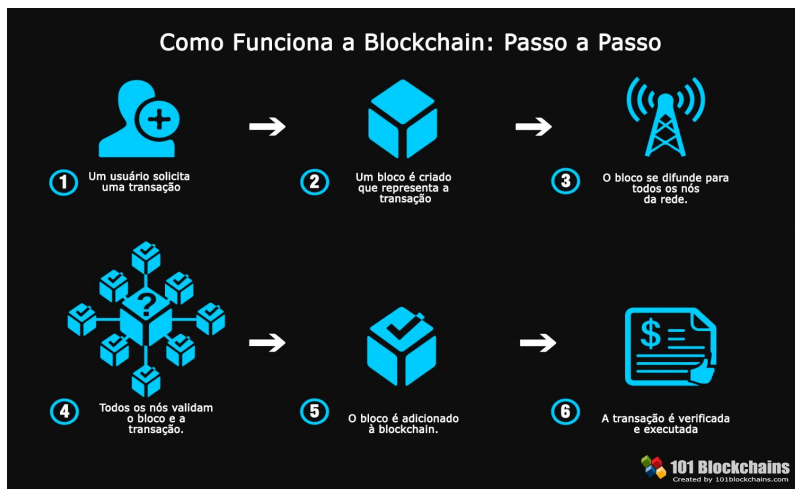 Como Funciona a Blockchain: Passo a Passo
1
Um usuário solicita
uma transação
2
Um bloco é criado
que representa a
transação
3
O bloco se difunde para
todos os nós
da rede.
?
4
Todos os nós validam
o bloco e a
transação.
5
O bloco é adicionado
à blockchain.
$
6
A transação é verificada
e executada
101 Blockchains
Created by 101blockchains.com